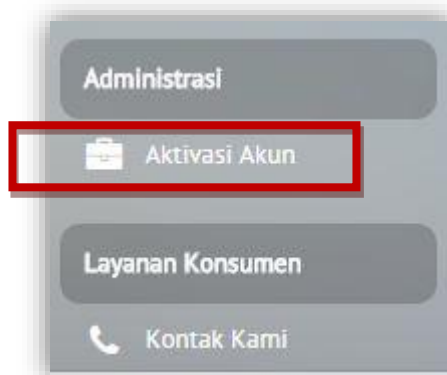 Administrasi
Aktivasi Akun
Layanan Konsumen
Kontak Kami